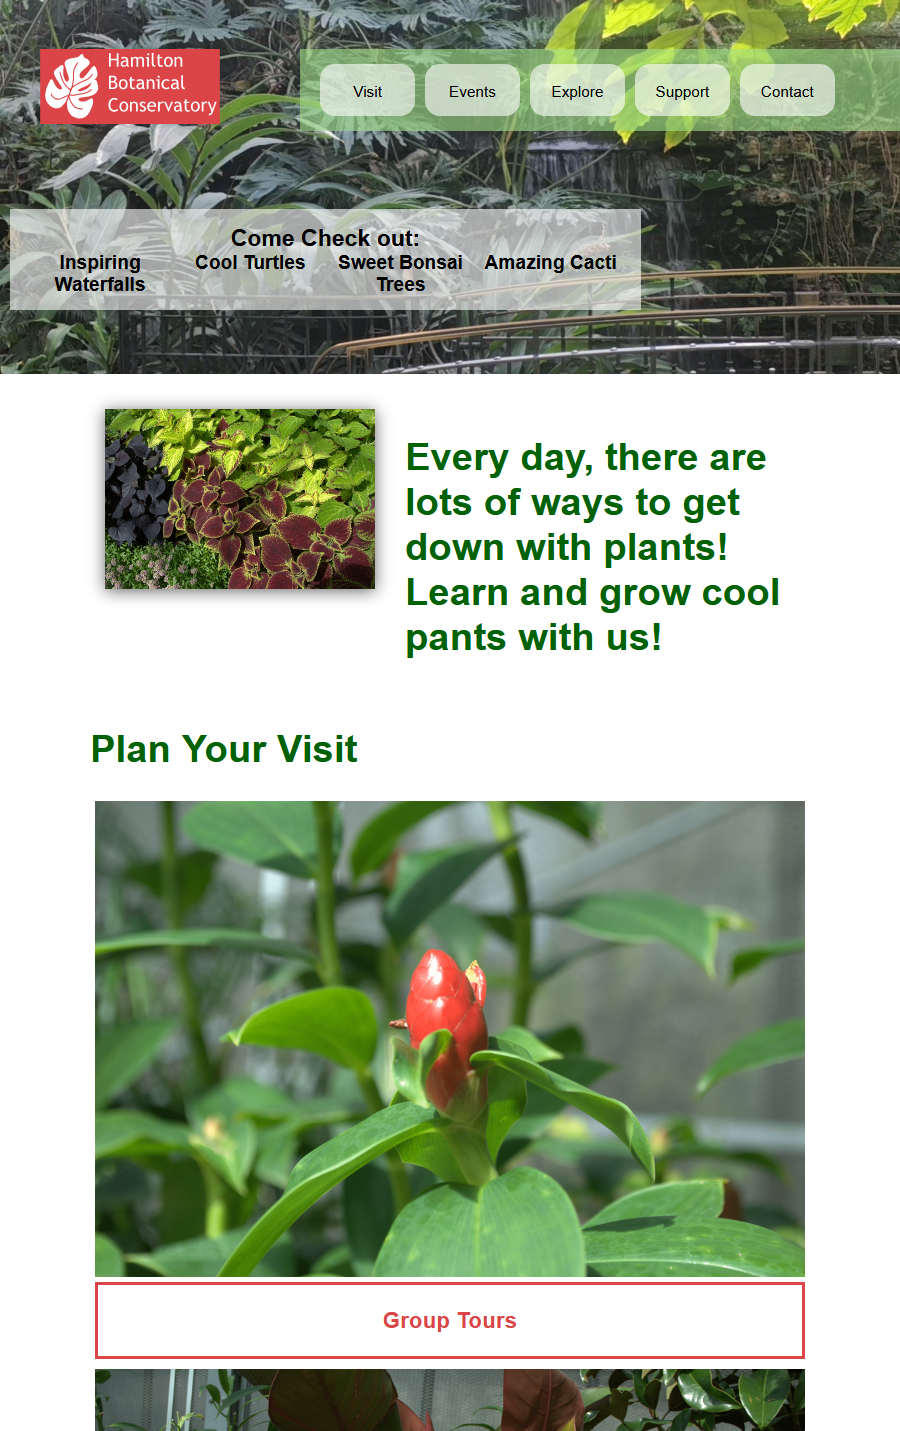 Hamilton
Botanical
Conservatory
Visit
Events
Explore
Support
Contact
Come Check out:
Inspiring
Waterfalls
Cool Turtles
Sweet Bonsai
Trees
Amazing Cacti
Every day, there are
lots of ways to get
down with plants!
Learn and grow cool
pants with us!
Plan Your Visit
Group Tours